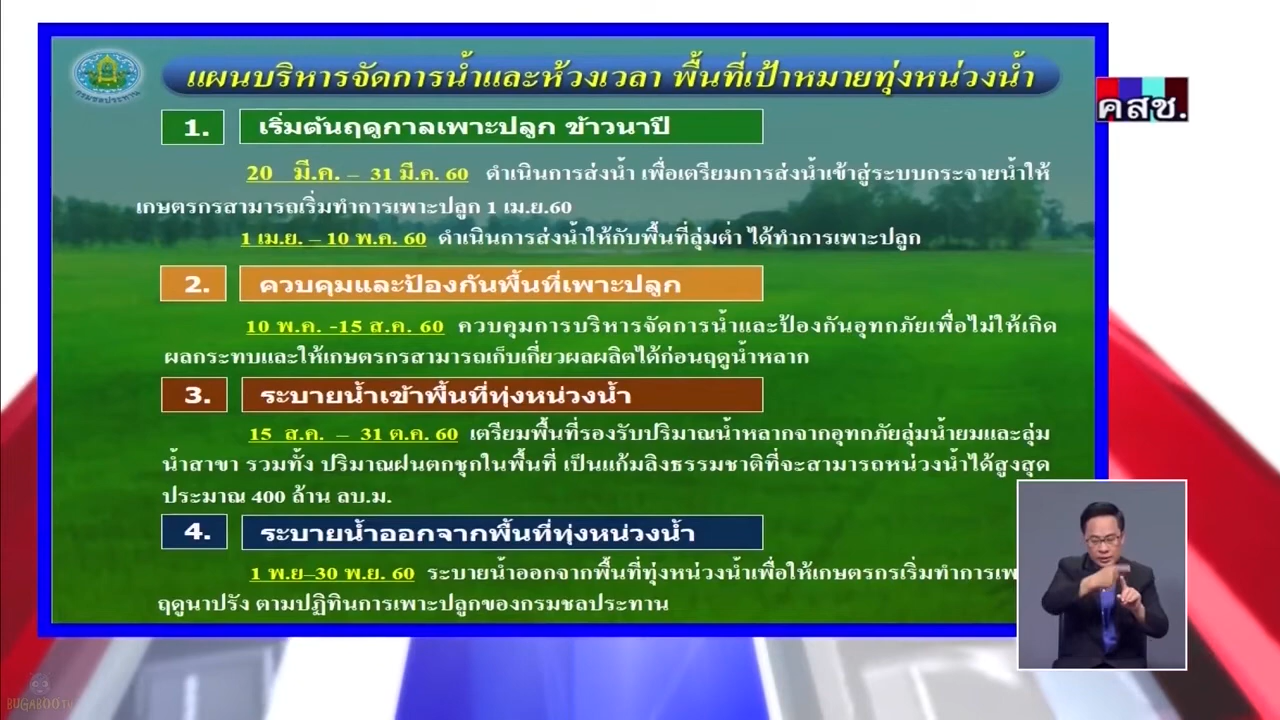 แผนบริหารจัดการน้ำและห้วงเวลา พื้นที่เป้าหมายทุ่งหน่วงน้ำ
กรมชลประทาน
คสช.
1. เริ่มต้นฤดูกาลเพาะปลูก ข้าวนาปี
20 มี.ค. – 31 มี.ค. 60 ดำเนินการส่งน้ำ เพื่อเตรียมการส่งน้ำเข้าสู่ระบบกระจายน้ำให้
เกษตรกรสามารถเริ่มทำการเพาะปลูก 1 เม.ย.60
1 เม.ย. – 10 พ.ค. 60 ดำเนินการส่งน้ำให้กับพื้นที่ลุ่มต่ำ ได้ทำการเพาะปลูก
2. ควบคุมและป้องกันพื้นที่เพาะปลูก
10 พ.ค. -15 ส.ค. 60 ควบคุมการบริหารจัดการน้ำและป้องกันอุทกภัยเพื่อไม่ให้เกิด
ผลกระทบและให้เกษตรกรสามารถเก็บเกี่ยวผลผลิตได้ก่อนฤดูน้ำหลาก
3. ระบายน้ำเข้าพื้นที่ทุ่งหน่วงน้ำ
15 ส.ค. – 31 ต.ค. 60 เตรียมพื้นที่รองรับปริมาณน้ำหลากจากอุทกภัยลุ่มน้ำยมและลุ่ม
น้ำสาขา รวมทั้ง ปริมาณฝนตกชุกในพื้นที่ เป็นแก้มลิงธรรมชาติที่จะสามารถหน่วงน้ำได้สูงสุด
ประมาณ 400 ล้าน ลบ.ม.
4. ระบายน้ำออกจากพื้นที่ทุ่งหน่วงน้ำ
1 พ.ย–30 พ.ย. 60 ระบายน้ำออกจากพื้นที่ทุ่งหน่วงน้ำเพื่อให้เกษตรกรเริ่มทำการเพ
ฤดูนาปรัง ตามปฏิทินการเพาะปลูกของกรมชลประทาน
BUGABOO.TV